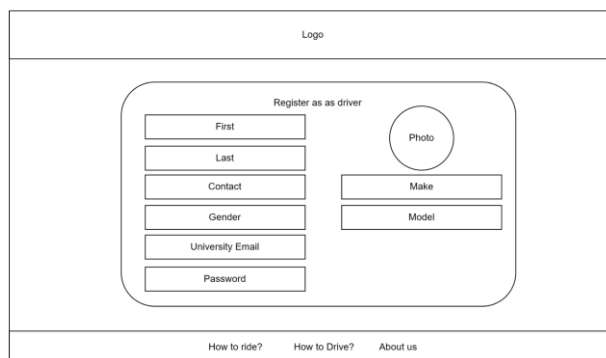 Logo
Register as as driver
First
Last
Contact
Gender
University Email
Password
Photo
Make
Model
How to ride? How to Drive? About us